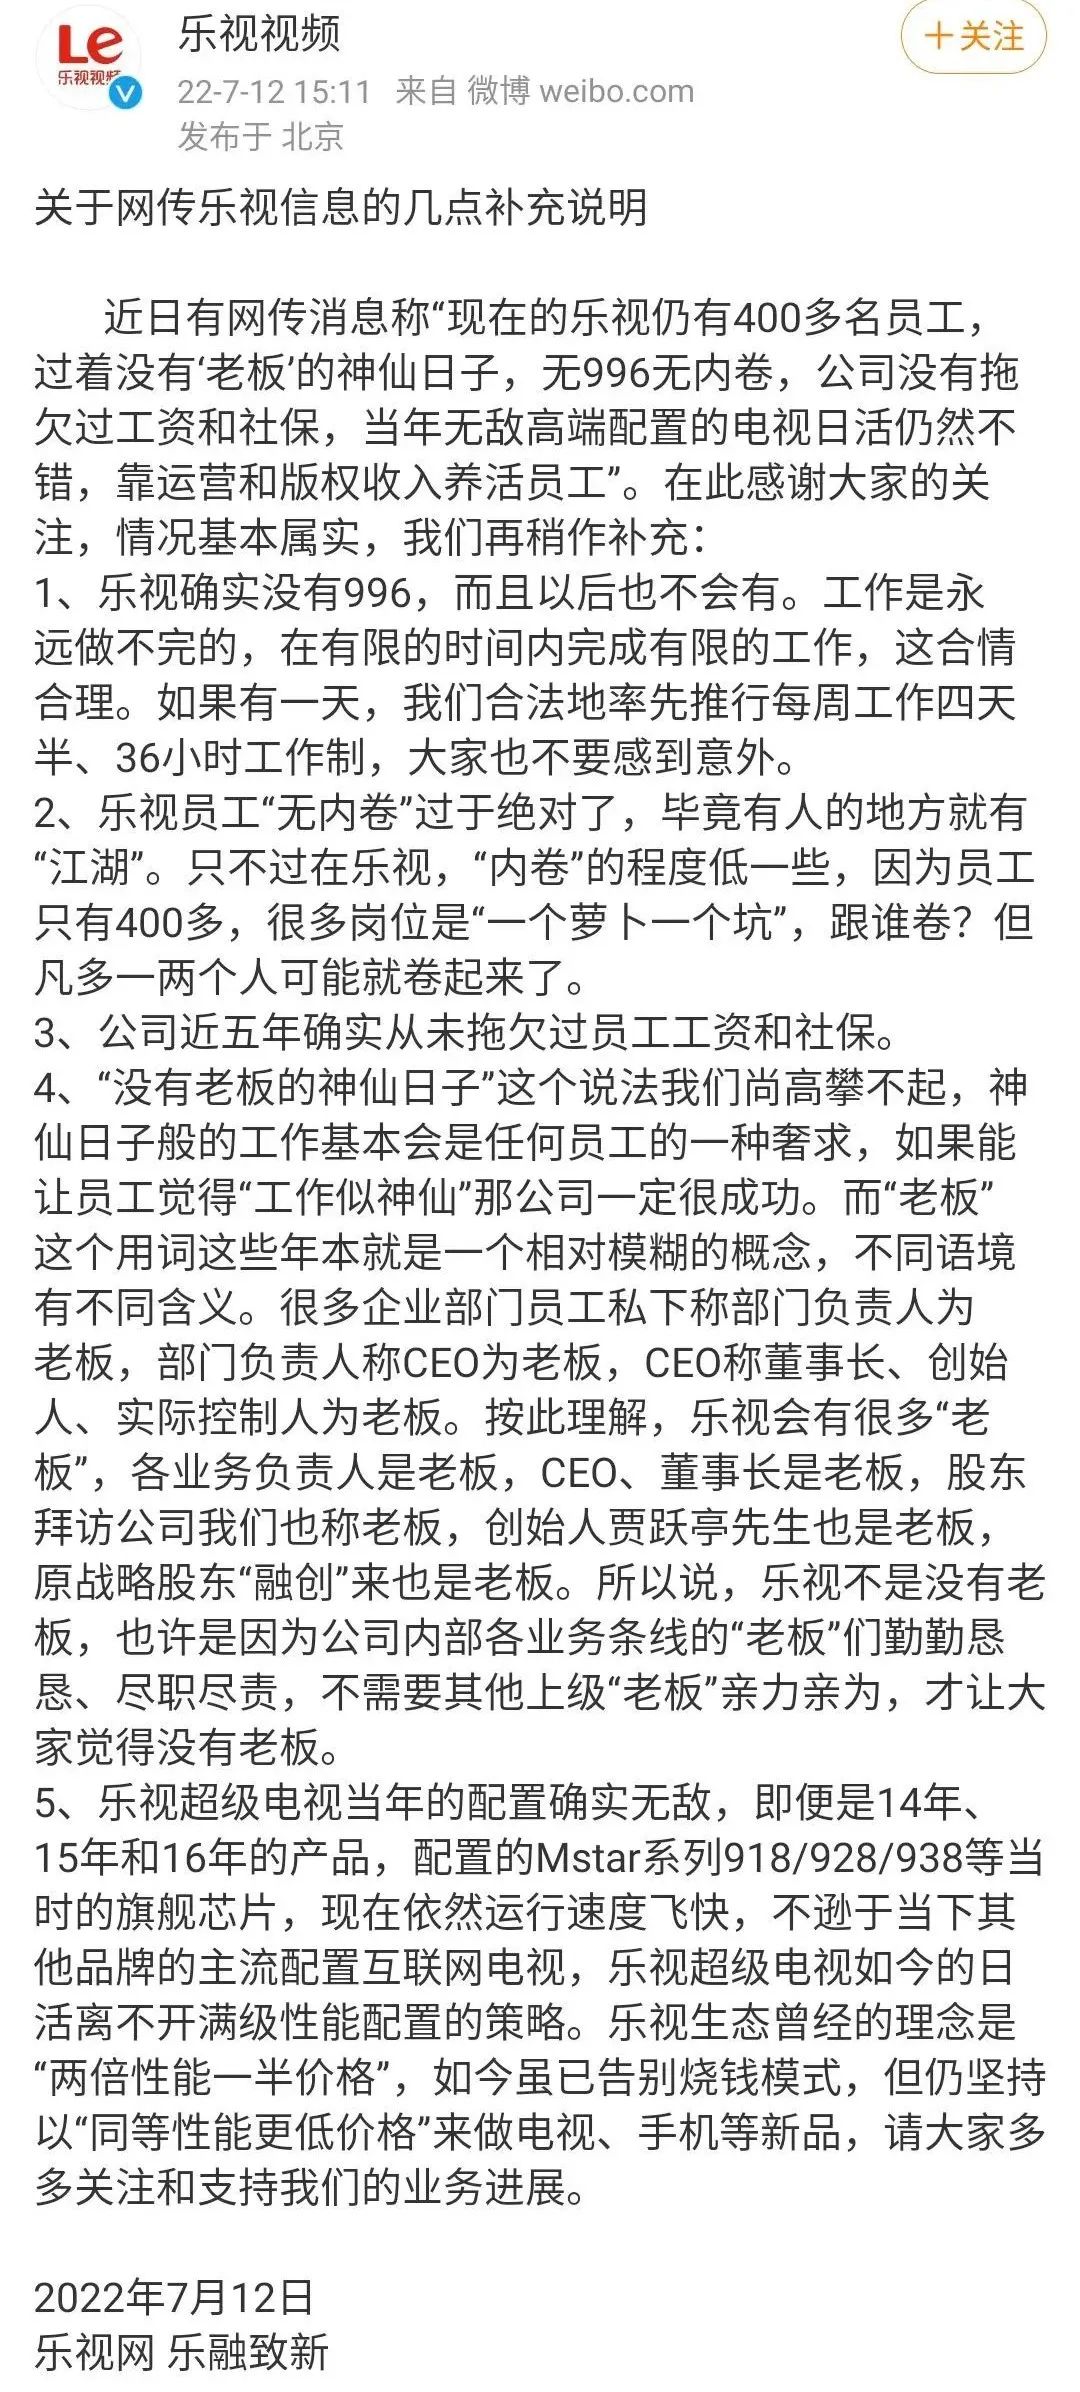 Le
乐视视频
乐视视频
+关注
22-7-12 15:11 来自 微博 weibo.com
发布于 北京
关于网传乐视信息的几点补充说明
近日有网传消息称“现在的乐视仍有400多名员工，
过着没有‘老板’的神仙日子，无996无内卷，公司没有拖
欠过工资和社保，当年无敌高端配置的电视日活仍然不
错，靠运营和版权收入养活员工”。在此感谢大家的关
注，情况基本属实，我们再稍作补充：
1、乐视确实没有996，而且以后也不会有。工作是永
远做不完的，在有限的时间内完成有限的工作，这合情
合理。如果有一天，我们合法地率先推行每周工作四天
半、36小时工作制，大家也不要感到意外。
2、乐视员工“无内卷”过于绝对了，毕竟有人的地方就有
“江湖”。只不过在乐视，“内卷”的程度低一些，因为员工
只有400多，很多岗位是“一个萝卜一个坑”，跟谁卷？但
凡多一两个人可能就卷起来了。
3、公司近五年确实从未拖欠过员工工资和社保。
4、“没有老板的神仙日子”这个说法我们尚高攀不起，神
仙日子般的工作基本会是任何员工的一种奢求，如果能
让员工觉得“工作似神仙”那公司一定很成功。而“老板”
这个用词这些年本就是一个相对模糊的概念，不同语境
有不同含义。很多企业部门员工私下称部门负责人为
老板，部门负责人称CEO为老板，CEO称董事长、创始
人、实际控制人为老板。按此理解，乐视会有很多“老
板”，各业务负责人是老板，CEO、董事长是老板，股东
拜访公司我们也称老板，创始人贾跃亭先生也是老板，
原战略股东“融创”来也是老板。所以说，乐视不是没有老
板，也许是因为公司内部各业务条线的“老板”们勤勤恳
恳、尽职尽责，不需要其他上级“老板”亲力亲为，才让大
家觉得没有老板。
5、乐视超级电视当年的配置确实无敌，即便是14年、
15年和16年的产品，配置的Mstar系列918/928/938等当
时的旗舰芯片，现在依然运行速度飞快，不逊于当下其
他品牌的主流配置互联网电视，乐视超级电视如今的日
活离不开满级性能配置的策略。乐视生态曾经的理念是
“两倍性能一半价格”，如今虽已告别烧钱模式，但仍坚持
以“同等性能更低价格”来做电视、手机等新品，请大家多
多关注和支持我们的业务进展。
2022年7月12日
乐视网 乐融致新